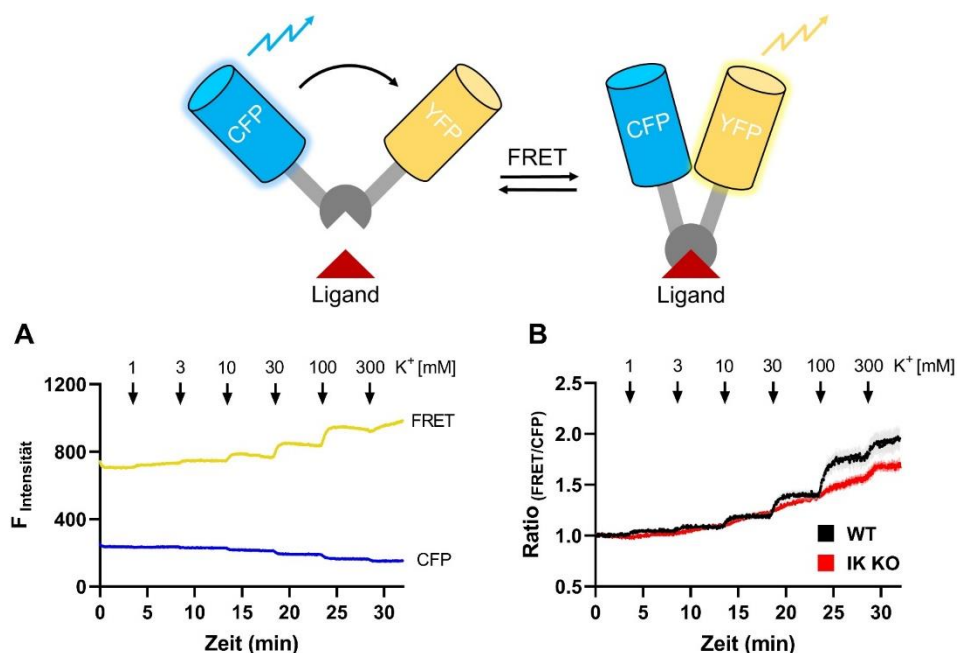 CFP
YFP
FRET
CFP
YFP
Ligand
Ligand
A
1 3 10 30 100 300 K+ [mM]
1200
800
400
0
F Intensität
FRET
CFP
0 5 10 15 20 25 30
Zeit (min)
B
1 3 10 30 100 300 K+ [mM]
2.5
2.0
1.5
1.0
0.5
Ratio (FRET/CFP)
WT
IK KO
0 5 10 15 20 25 30
Zeit (min)